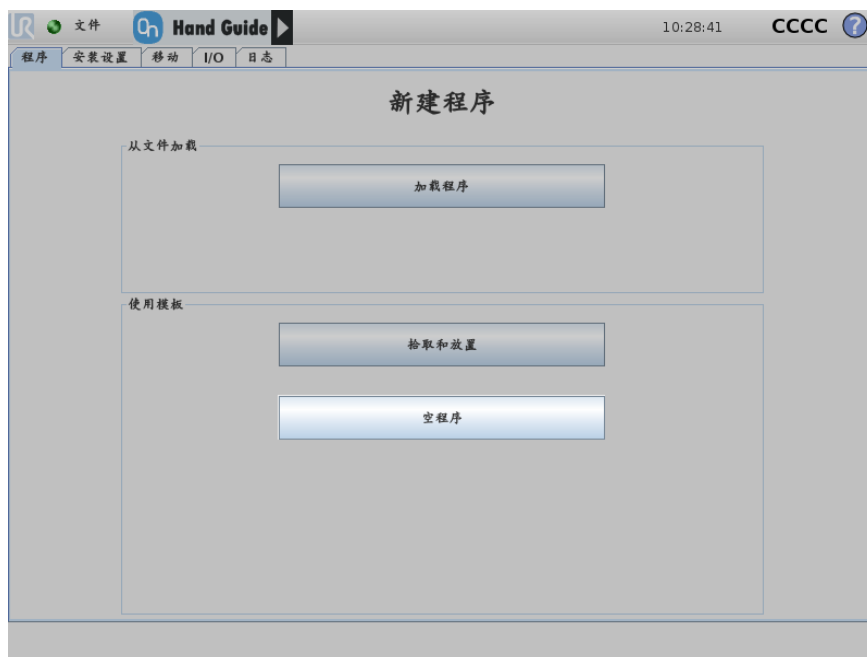 UR 文件 On Hand Guide 10:28:41 CCCC ?
程序 安装设置 移动 I/O 日志
新建程序
从文件加载
加载程序
使用模板
拾取和放置
空程序